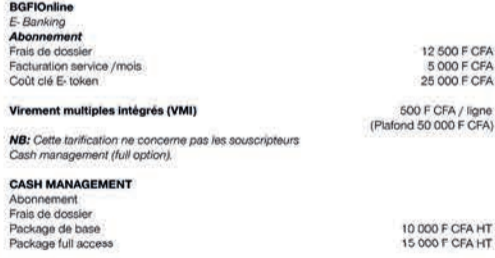 BGFIOnline
E- Banking
Abonnement
Frais de dossier 12 500 F CFA
Facturation service /mois 5 000 F CFA
Coût clé E- token 25 000 F CFA
Virement multiples intégrés (VMI) 500 F CFA / ligne
(Plafond 50 000 F CFA)
NB: Cette tarification ne concerne pas les souscripteurs
Cash management (full option).
CASH MANAGEMENT
Abonnement
Frais de dossier
Package de base 10 000 F CFA HT
Package full access 15 000 F CFA HT